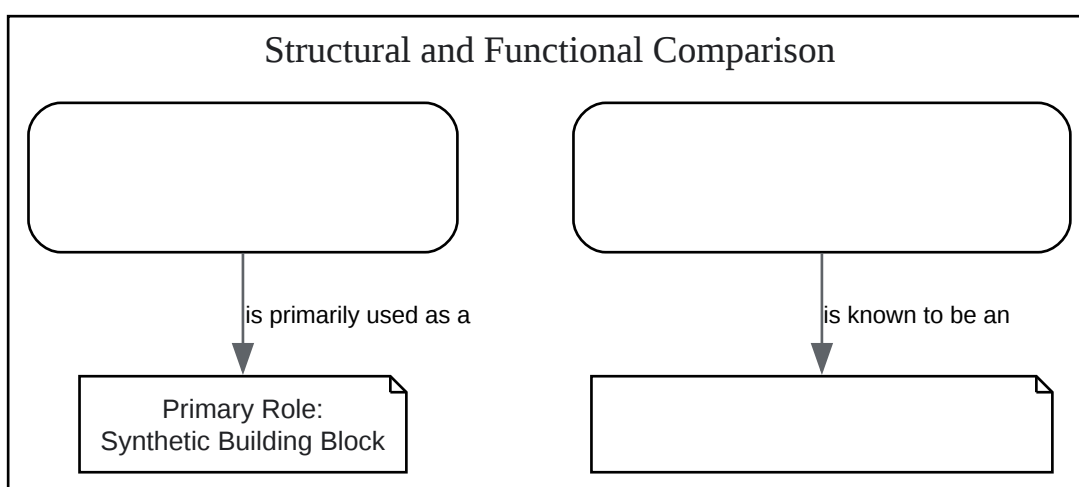 Structural and Functional Comparison
is primarily used as a
is known to be an
Primary Role:
Synthetic Building Block